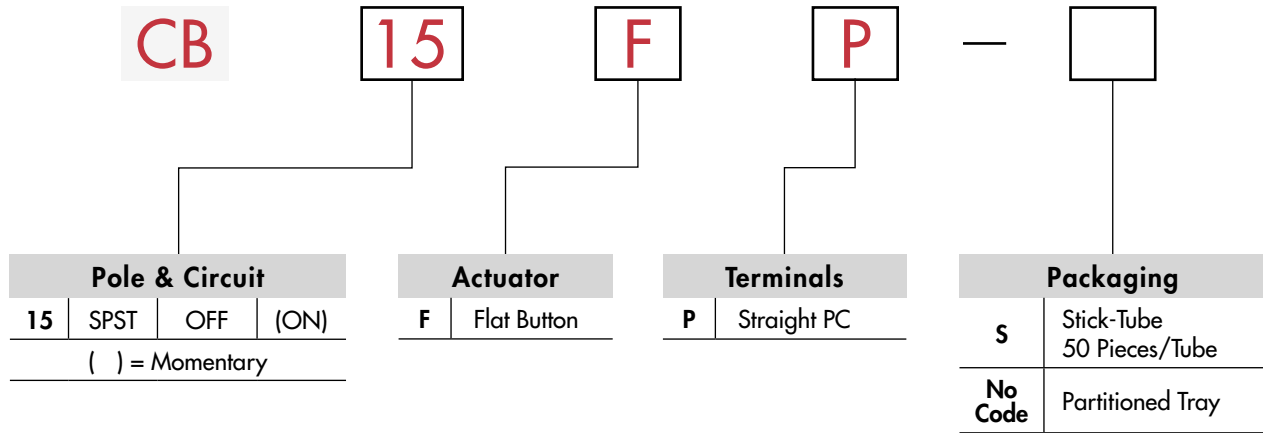 CB 15 F P —
Pole & Circuit
15 SPST OFF (ON)
( ) = Momentary
Actuator
F Flat Button
Terminals
P Straight PC
Packaging
S Stick-Tube
50 Pieces/Tube
No
Code Partitioned Tray